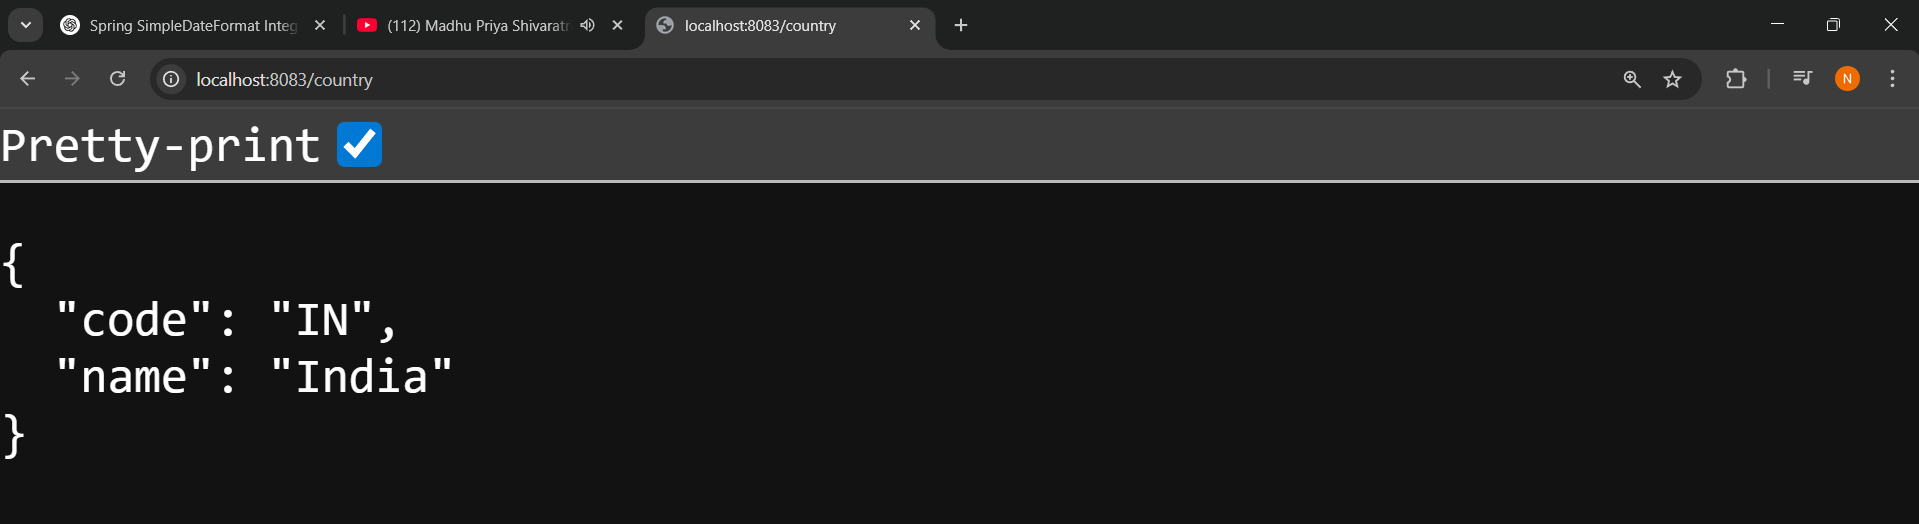 Spring SimpleDateFormat Integ
(112) Madhu Priya Shivaratr
localhost:8083/country
localhost:8083/country
N
Pretty-print
{
  "code": "IN",
  "name": "India"
}